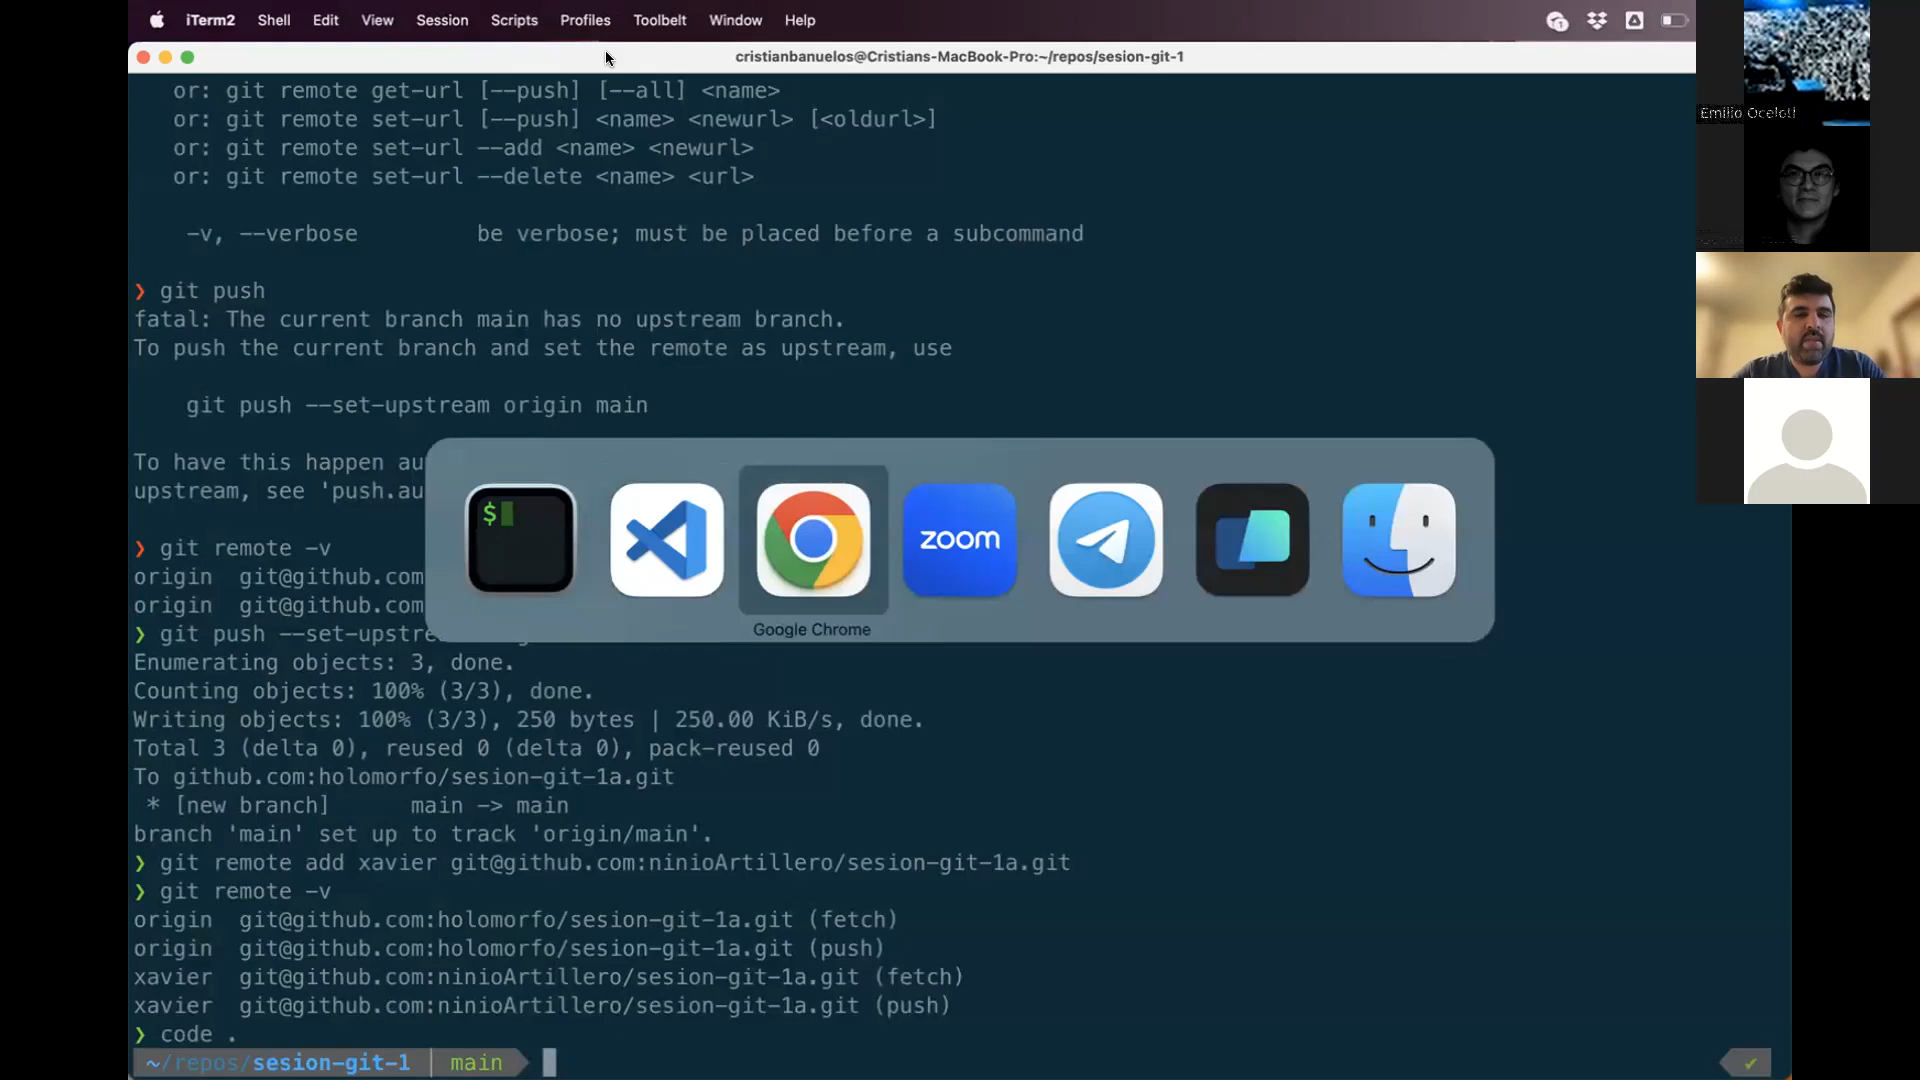 iTerm2 Shell Edit View Session Scripts Profiles Toolbelt Window Help
cristianbanuelos@Cristians-MacBook-Pro:~/repos/sesion-git-1
or: git remote get-url [--push] [--all] <name>
or: git remote set-url [--push] <name> <newurl> [<oldurl>]
or: git remote set-url --add <name> <newurl>
or: git remote set-url --delete <name> <url>
-v, --verbose be verbose; must be placed before a subcommand
❯ git push
fatal: The current branch main has no upstream branch.
To push the current branch and set the remote as upstream, use
git push --set-upstream origin main
To have this happen au
upstream, see 'push.au
❯ git remote -v
origin git@github.com
origin git@github.com
❯ git push --set-upstre
Enumerating objects: 3, done.
Counting objects: 100% (3/3), done.
Writing objects: 100% (3/3), 250 bytes | 250.00 KiB/s, done.
Total 3 (delta 0), reused 0 (delta 0), pack-reused 0
To github.com:holomorfo/sesion-git-1a.git
* [new branch] main -> main
branch 'main' set up to track 'origin/main'.
❯ git remote add xavier git@github.com:ninioArtillero/sesion-git-1a.git
❯ git remote -v
origin git@github.com:holomorfo/sesion-git-1a.git (fetch)
origin git@github.com:holomorfo/sesion-git-1a.git (push)
xavier git@github.com:ninioArtillero/sesion-git-1a.git (fetch)
xavier git@github.com:ninioArtillero/sesion-git-1a.git (push)
❯ code .
~/repos/sesion-git-1 main
$
zoom
Google Chrome
Emilio Ocelotl